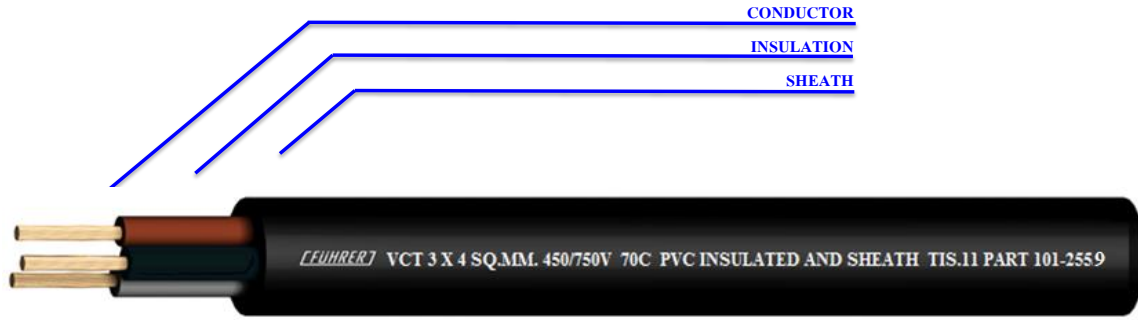 CONDUCTOR
INSULATION
SHEATH
FUHRER VCT 3 X 4 SQ.MM. 450/750V 70C PVC INSULATED AND SHEATH TIS.11 PART 101-2559